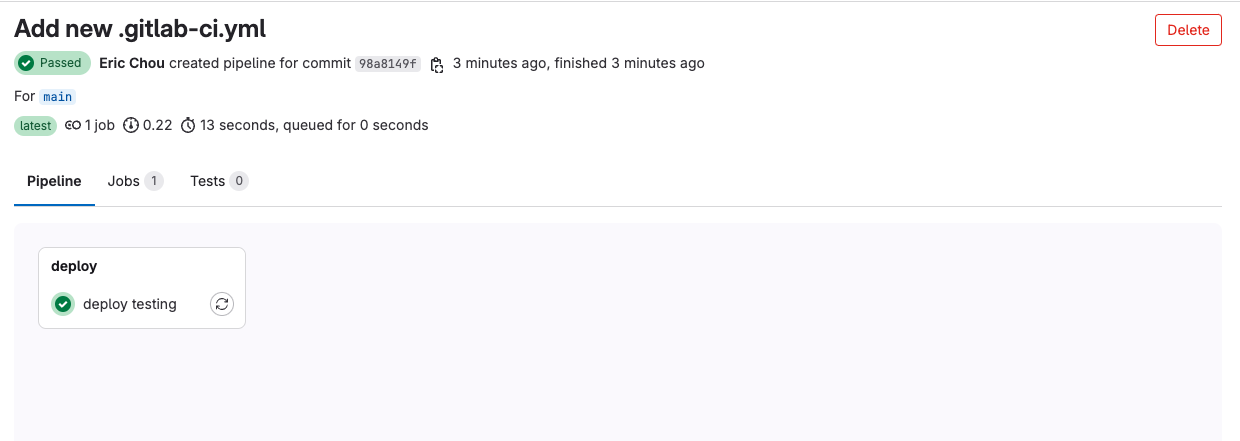 Add new .gitlab-ci.yml
Delete
Passed Eric Chou created pipeline for commit 98a8149f 3 minutes ago, finished 3 minutes ago
For main
latest 1 job 0.22 13 seconds, queued for 0 seconds
Pipeline Jobs 1 Tests 0
deploy
deploy testing